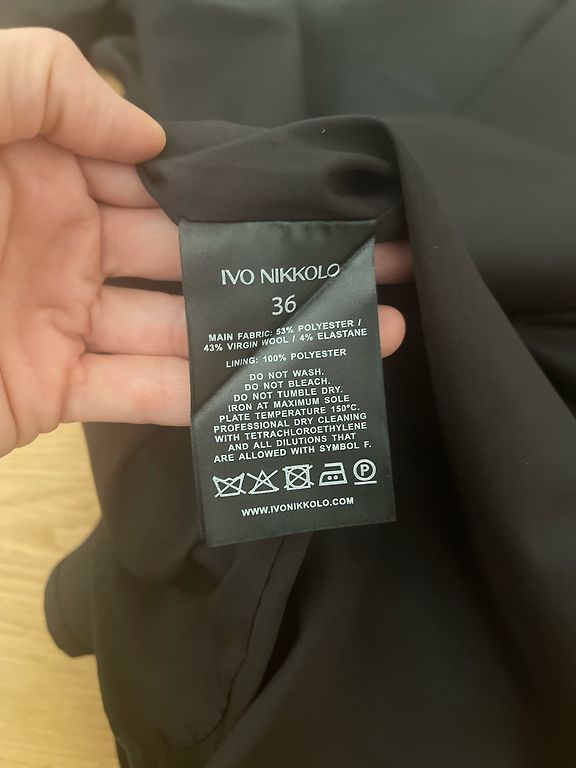 IVO NIKKOLO
36
MAIN FABRIC: 53% POLYESTER /
43% VIRGIN WOOL / 4% ELASTANE
LINING: 100% POLYESTER
DO NOT WASH.
DO NOT BLEACH.
DO NOT TUMBLE DRY.
IRON AT MAXIMUM SOLE
PLATE TEMPERATURE 150°C.
PROFESSIONAL DRY CLEANING
WITH TETRACHLOROETHYLENE
AND ALL DILUTIONS THAT
ARE ALLOWED WITH SYMBOL F.
P
WWW.IVONIKKOLO.COM